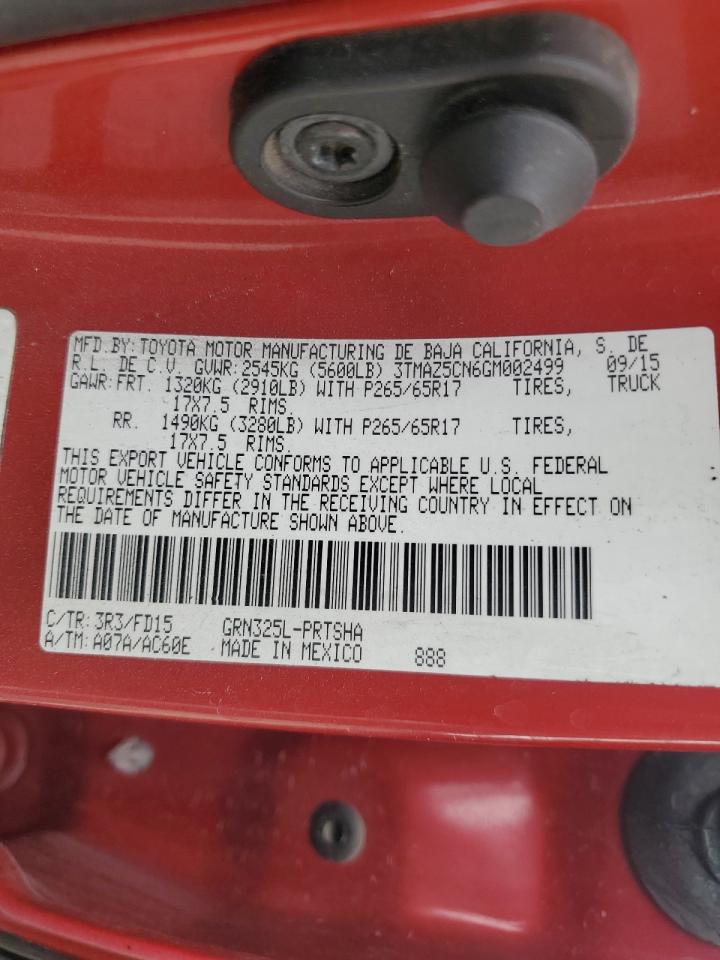 MFD.BY:TOYOTA MOTOR MANUFACTURING DE BAJA CALIFORNIA, S. DE
R.L. DE C.V. GVWR:2545KG (5600LB) 3TMAZ5CN6GM002499 09/15
GAWR:FRT. 1320KG (2910LB) WITH P265/65R17 TIRES, TRUCK
17X7.5 RIMS.
RR. 1490KG (3280LB) WITH P265/65R17 TIRES,
17X7.5 RIMS.
THIS EXPORT VEHICLE CONFORMS TO APPLICABLE U.S. FEDERAL
MOTOR VEHICLE SAFETY STANDARDS EXCEPT WHERE LOCAL
REQUIREMENTS DIFFER IN THE RECEIVING COUNTRY IN EFFECT ON
THE DATE OF MANUFACTURE SHOWN ABOVE.
C/TR:3R3/FD15 GRN325L-PRTSHA
A/TM:A07A/AC60E MADE IN MEXICO 888